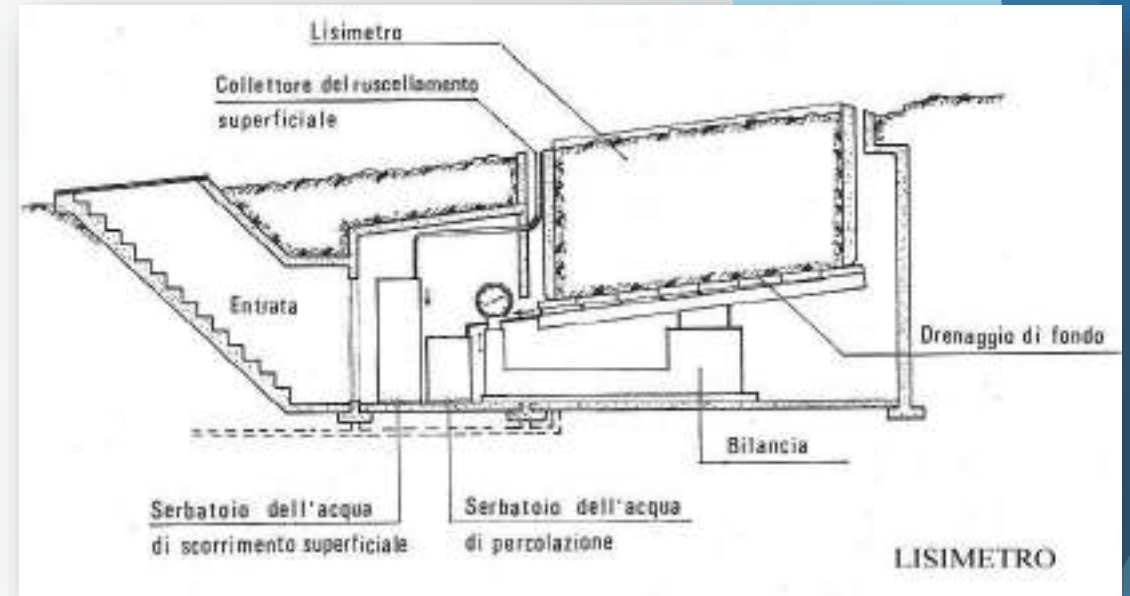 Lisimetro
Collettore del ruscellamento
superficiale
Entrata
Drenaggio di fondo
Bilancia
Serbatoio dell'acqua
di scorrimento superficiale
Serbatoio dell'acqua
di percolazione
LISIMETRO